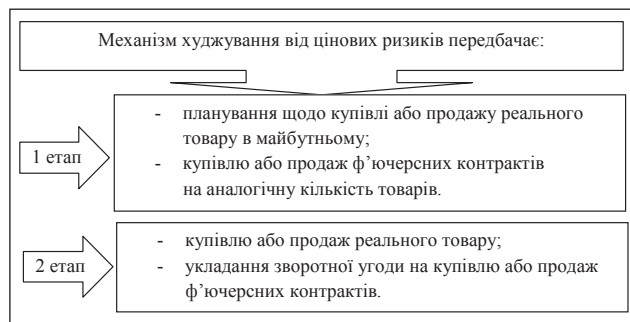 Механізм худжування від цінових ризиків передбачає:
1 етап
- планування щодо купівлі або продажу реального
товару в майбутньому;
- купівлю або продаж ф’ючерсних контрактів
на аналогічну кількість товарів.
2 етап
- купівлю або продаж реального товару;
- укладання зворотної угоди на купівлю або продаж
ф’ючерсних контрактів.